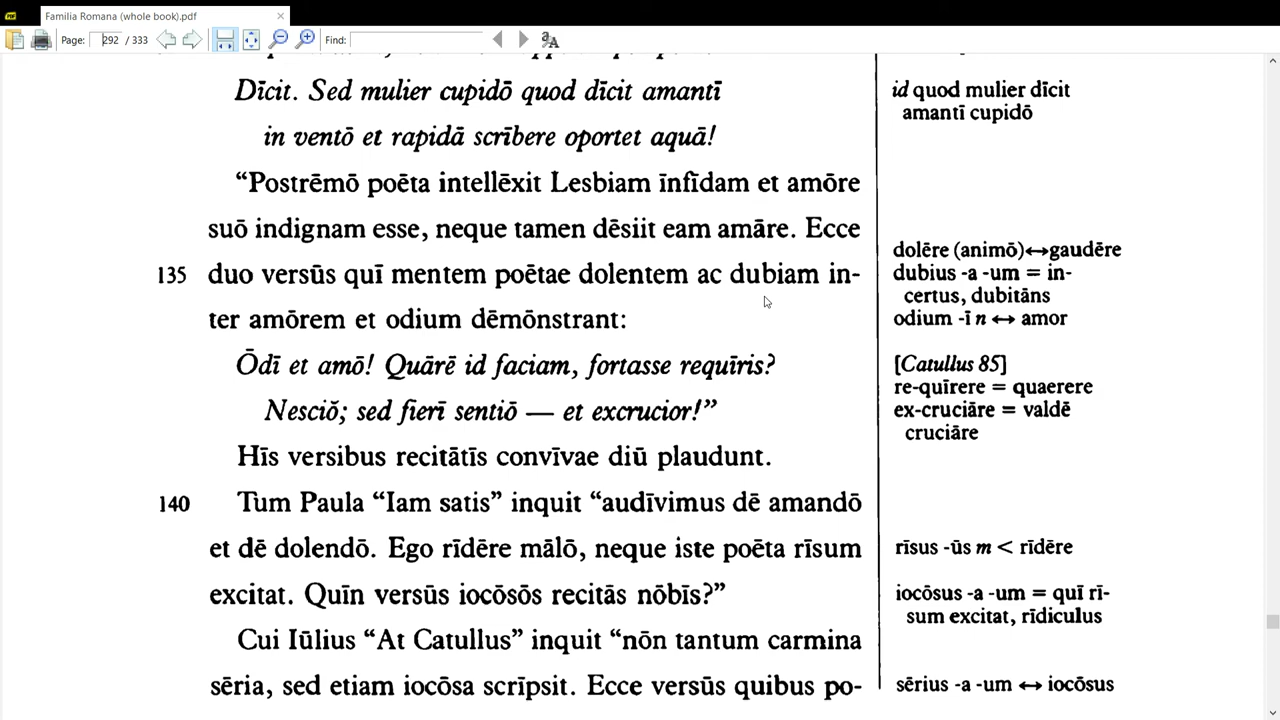 Familia Romana (whole book).pdf
Page: 292 / 333 Find:
Dīcit. Sed mulier cupidō quod dīcit amantī
in ventō et rapidā scrībere oportet aquā!
id quod mulier dīcit
amantī cupidō
“Postrēmō poēta intellēxit Lesbiam īnfīdam et amōre
suō indignam esse, neque tamen dēsiit eam amāre. Ecce
135 duo versūs quī mentem poētae dolentem ac dubiam in-
ter amōrem et odium dēmōnstrant:
dolēre (animō)↔gaudēre
dubius -a -um = in-
certus, dubitāns
odium -ī n ↔ amor
Ōdī et amō! Quārē id faciam, fortasse requīris?
Nesciŏ; sed fierī sentiō — et excrucior!”
[Catullus 85]
re-quīrere = quaerere
ex-cruciāre = valdē
cruciāre
Hīs versibus recitātīs convīvae diū plaudunt.
140 Tum Paula “Iam satis” inquit “audīvimus dē amandō
et dē dolendō. Ego rīdēre mālō, neque iste poēta rīsum
excitat. Quīn versūs iocōsōs recitās nōbīs?”
rīsus -ūs m < rīdēre
iocōsus -a -um = quī rī-
sum excitat, rīdiculus
Cui Iūlius “At Catullus” inquit “nōn tantum carmina
sēria, sed etiam iocōsa scrīpsit. Ecce versūs quibus po-
sērius -a -um ↔ iocōsus